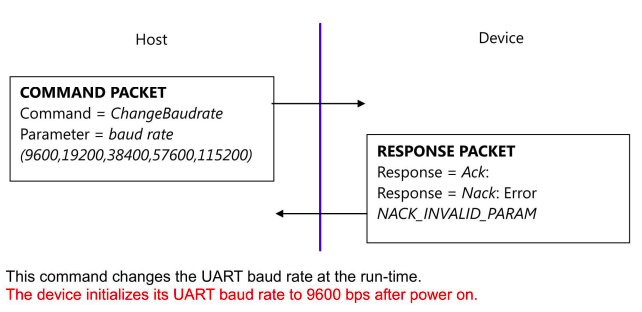 Host
Device
COMMAND PACKET
Command = ChangeBaudrate
Parameter = baud rate
(9600,19200,38400,57600,115200)
RESPONSE PACKET
Response = Ack:
Response = Nack: Error
NACK_INVALID_PARAM
This command changes the UART baud rate at the run-time.
The device initializes its UART baud rate to 9600 bps after power on.